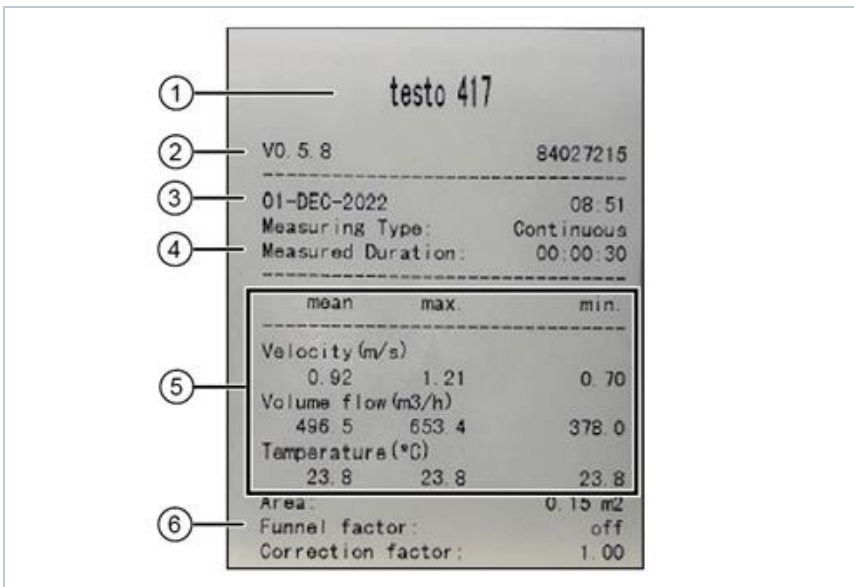 testo 417
V0.5.8 84027215
01-DEC-2022 08:51
Measuring Type: Continuous
Measured Duration: 00:00:30
mean max. min.
Velocity(m/s)
0.92 1.21 0.70
Volume flow(m3/h)
496.5 653.4 378.0
Temperature(°C)
23.8 23.8 23.8
Area: 0.15 m2
Funnel factor: off
Correction factor: 1.00
1
2
3
4
5
6